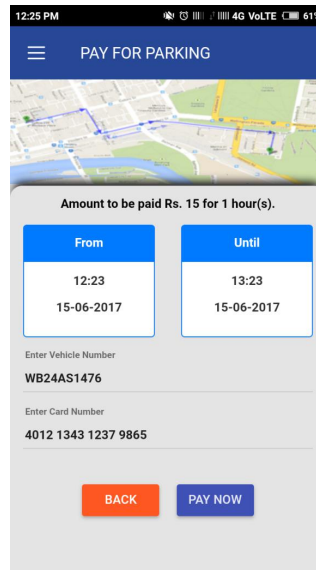 12:25 PM 4G VoLTE 61%
PAY FOR PARKING
Amount to be paid Rs. 15 for 1 hour(s).
From Until
12:23 13:23
15-06-2017 15-06-2017
Enter Vehicle Number
WB24AS1476
Enter Card Number
4012 1343 1237 9865
BACK PAY NOW